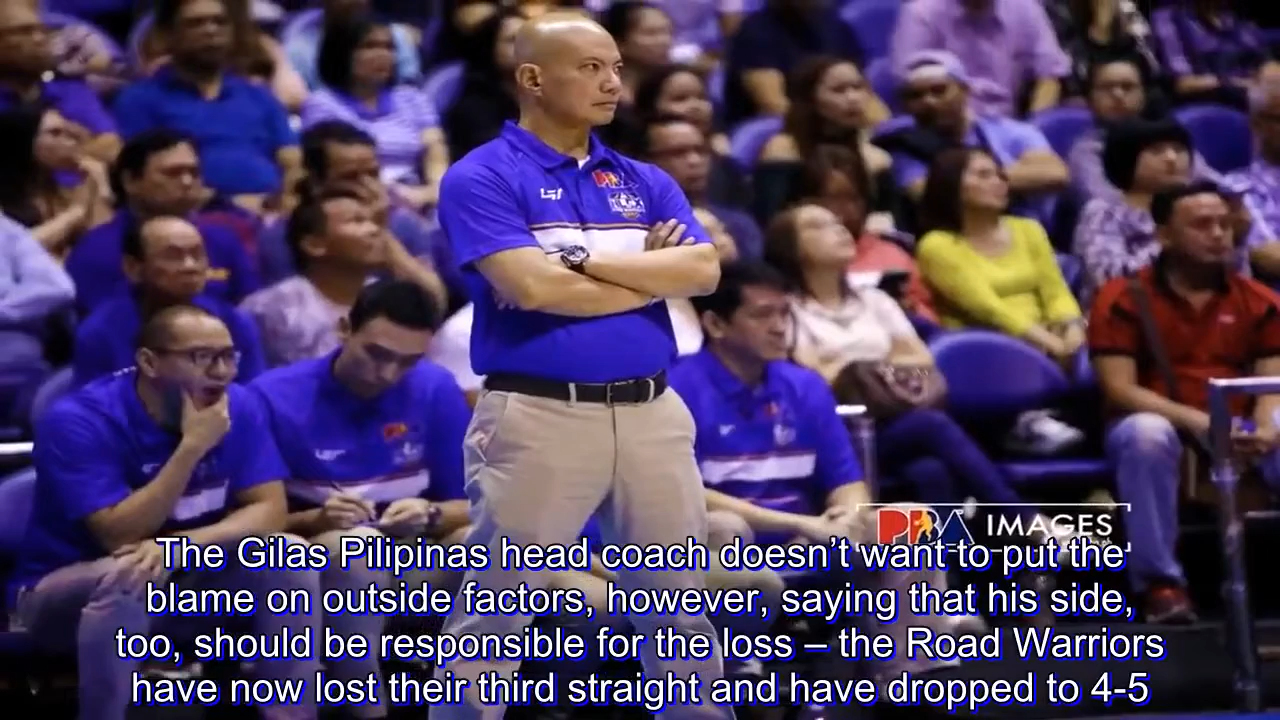 PBA IMAGES
The Gilas Pilipinas head coach doesn’t want to put the
blame on outside factors, however, saying that his side,
too, should be responsible for the loss – the Road Warriors
have now lost their third straight and have dropped to 4-5